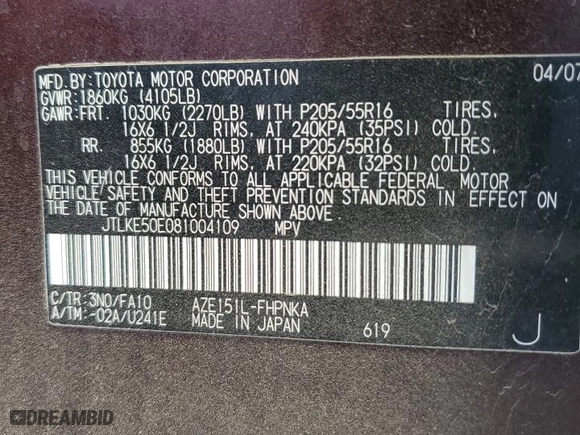 MFD.BY:TOYOTA MOTOR CORPORATION 04/07
GVWR:1860KG (4105LB)
GAWR:FRT. 1030KG (2270LB) WITH P205/55R16 TIRES,
16X6 1/2J RIMS, AT 240KPA (35PSI) COLD.
RR. 855KG (1880LB) WITH P205/55R16 TIRES,
16X6 1/2J RIMS, AT 220KPA (32PSI) COLD.
THIS VEHICLE CONFORMS TO ALL APPLICABLE FEDERAL MOTOR
VEHICLE/SAFETY AND THEFT PREVENTION STANDARDS IN EFFECT ON
THE DATE OF MANUFACTURE SHOWN ABOVE.
JTLKE50E081004109 MPV
C/TR:3N0/FA10 AZE151L-FHPNKA
A/TM:-02A/U241E MADE IN JAPAN 619 J
DREAMBID